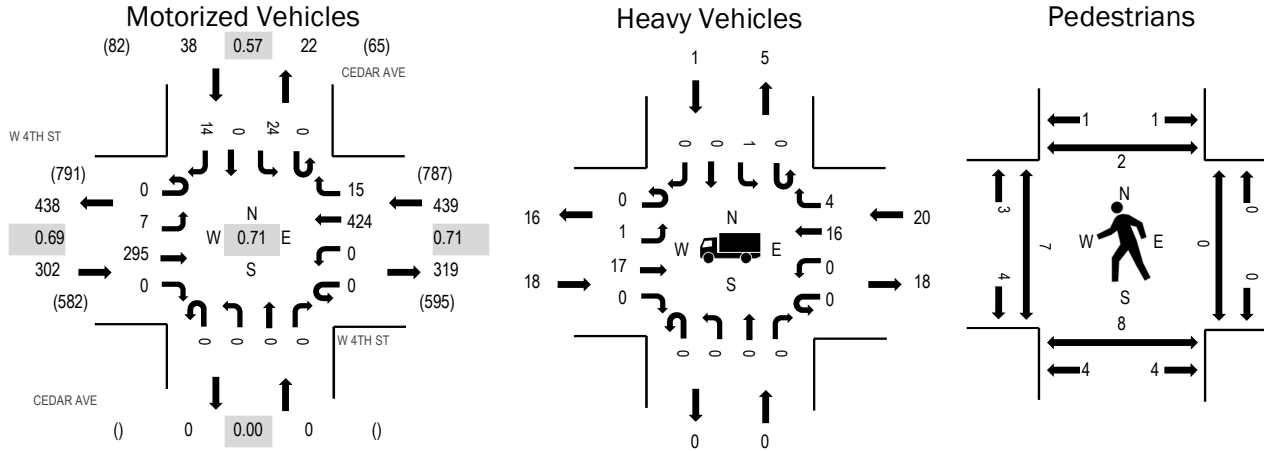 Motorized Vehicles
(82) 38 0.57 22 (65)
CEDAR AVE
W 4TH ST
14 0 24 0
(791) (787)
0 15
438 439
7 424
N
0.69 W 0.71 E 0.71
295 0
S
302 319
0 0
(582) (595)
0 0 0 0
W 4TH ST
CEDAR AVE
() 0 0.00 0 ()
Heavy Vehicles
1 5
0 0 1 0
0 4
16 20
1 16
N
W E
17 0
S
18 18
0 0
0 0 0 0
0 0
Pedestrians
1 1
2
3 0
N
7 W E 0
S
4 0
8
4 4